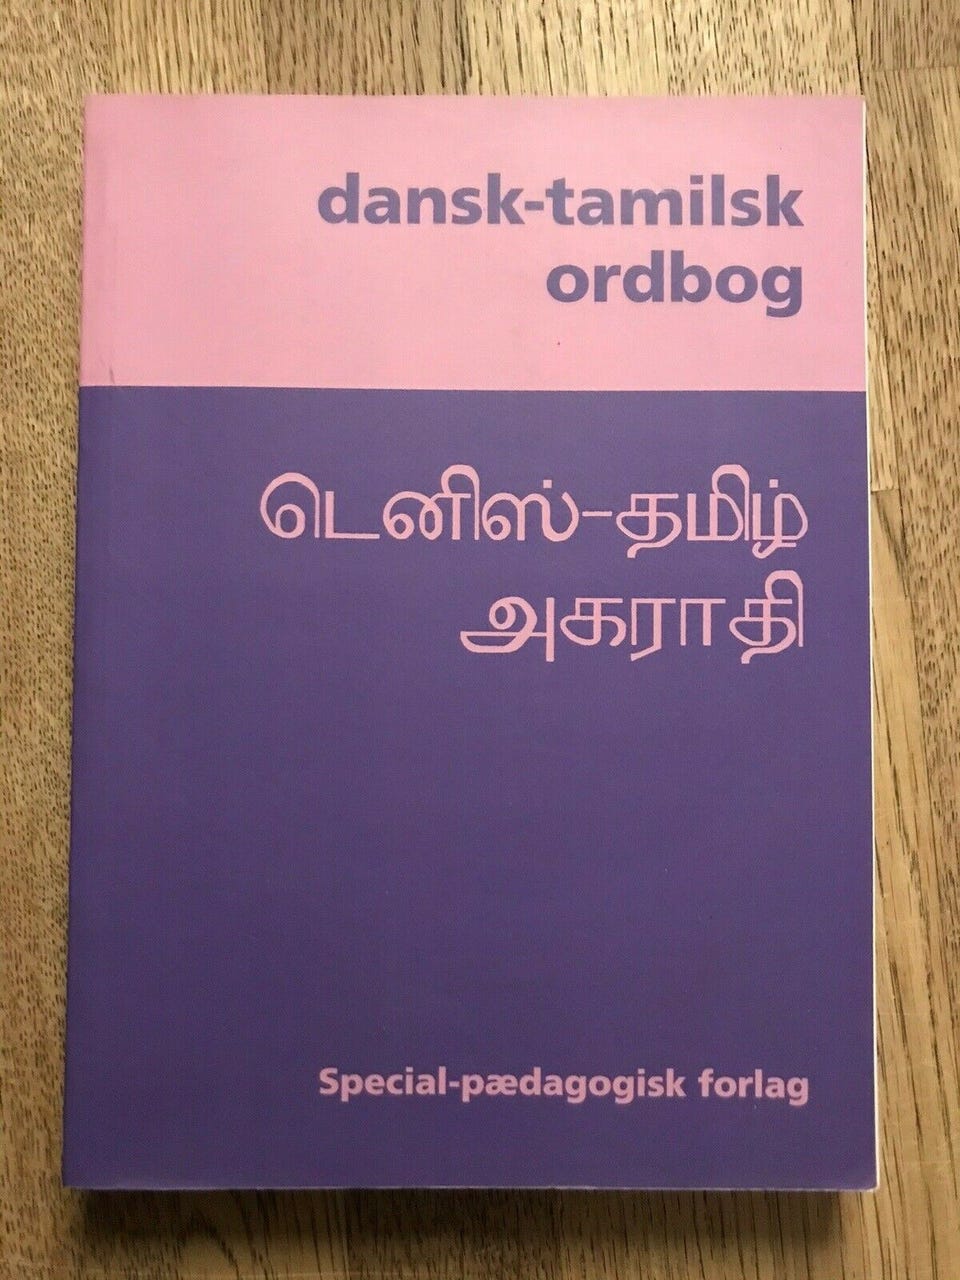 dansk-tamilsk
ordbog
டெனிஸ்-தமிழ்
அகராதி
Special-pædagogisk forlag